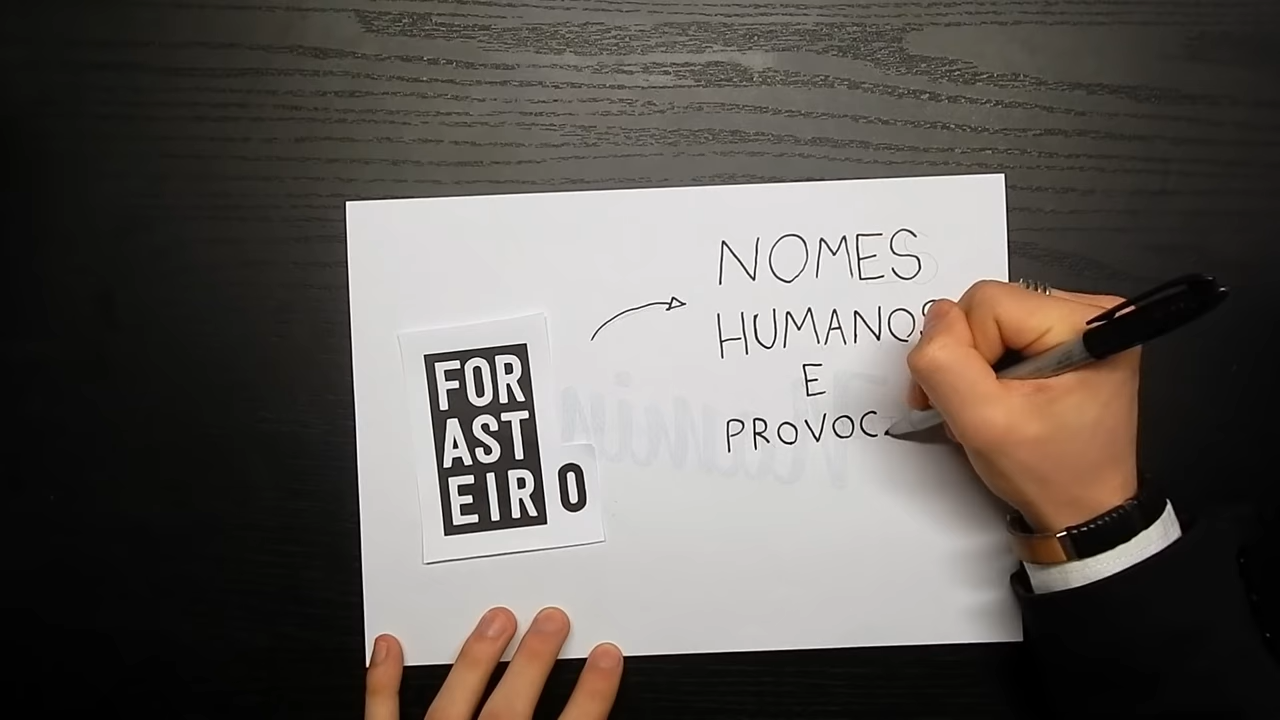 FOR
AST
EIR O
NOMES
HUMANOS
E
PROVOC